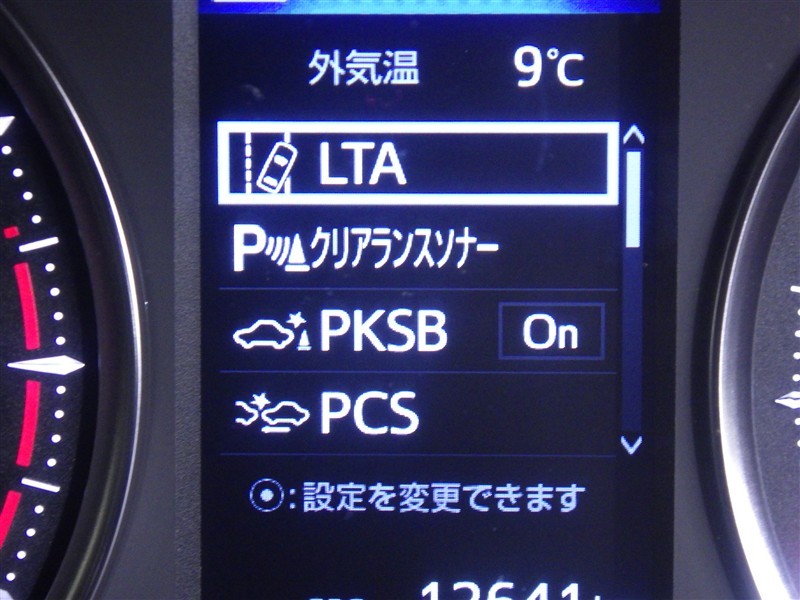 外気温 9℃
LTA
Pクリアランスソナー
PKSB On
PCS
⦿:設定を変更できます